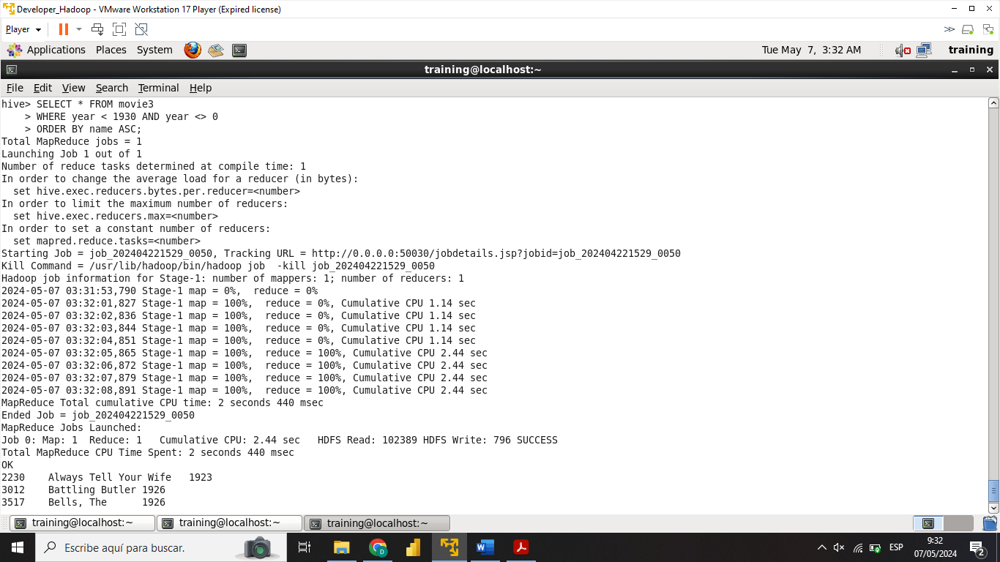 Developer_Hadoop - VMware Workstation 17 Player (Expired license)
Player
Applications Places System Tue May 7, 3:32 AM training
training@localhost:~
File Edit View Search Terminal Help
hive> SELECT * FROM movie3
    > WHERE year < 1930 AND year <> 0
    > ORDER BY name ASC;
Total MapReduce jobs = 1
Launching Job 1 out of 1
Number of reduce tasks determined at compile time: 1
In order to change the average load for a reducer (in bytes):
  set hive.exec.reducers.bytes.per.reducer=<number>
In order to limit the maximum number of reducers:
  set hive.exec.reducers.max=<number>
In order to set a constant number of reducers:
  set mapred.reduce.tasks=<number>
Starting Job = job_202404221529_0050, Tracking URL = http://0.0.0.0:50030/jobdetails.jsp?jobid=job_202404221529_0050
Kill Command = /usr/lib/hadoop/bin/hadoop job  -kill job_202404221529_0050
Hadoop job information for Stage-1: number of mappers: 1; number of reducers: 1
2024-05-07 03:31:53,790 Stage-1 map = 0%,  reduce = 0%
2024-05-07 03:32:01,827 Stage-1 map = 100%,  reduce = 0%, Cumulative CPU 1.14 sec
2024-05-07 03:32:02,836 Stage-1 map = 100%,  reduce = 0%, Cumulative CPU 1.14 sec
2024-05-07 03:32:03,844 Stage-1 map = 100%,  reduce = 0%, Cumulative CPU 1.14 sec
2024-05-07 03:32:04,851 Stage-1 map = 100%,  reduce = 0%, Cumulative CPU 1.14 sec
2024-05-07 03:32:05,865 Stage-1 map = 100%,  reduce = 100%, Cumulative CPU 2.44 sec
2024-05-07 03:32:06,872 Stage-1 map = 100%,  reduce = 100%, Cumulative CPU 2.44 sec
2024-05-07 03:32:07,879 Stage-1 map = 100%,  reduce = 100%, Cumulative CPU 2.44 sec
2024-05-07 03:32:08,891 Stage-1 map = 100%,  reduce = 100%, Cumulative CPU 2.44 sec
MapReduce Total cumulative CPU time: 2 seconds 440 msec
Ended Job = job_202404221529_0050
MapReduce Jobs Launched:
Job 0: Map: 1  Reduce: 1   Cumulative CPU: 2.44 sec   HDFS Read: 102389 HDFS Write: 796 SUCCESS
Total MapReduce CPU Time Spent: 2 seconds 440 msec
OK
2230    Always Tell Your Wife   1923
3012    Battling Butler 1926
3517    Bells, The      1926
training@localhost:~ training@localhost:~ training@localhost:~
Escribe aquí para buscar. ESP 9:32
07/05/2024 2